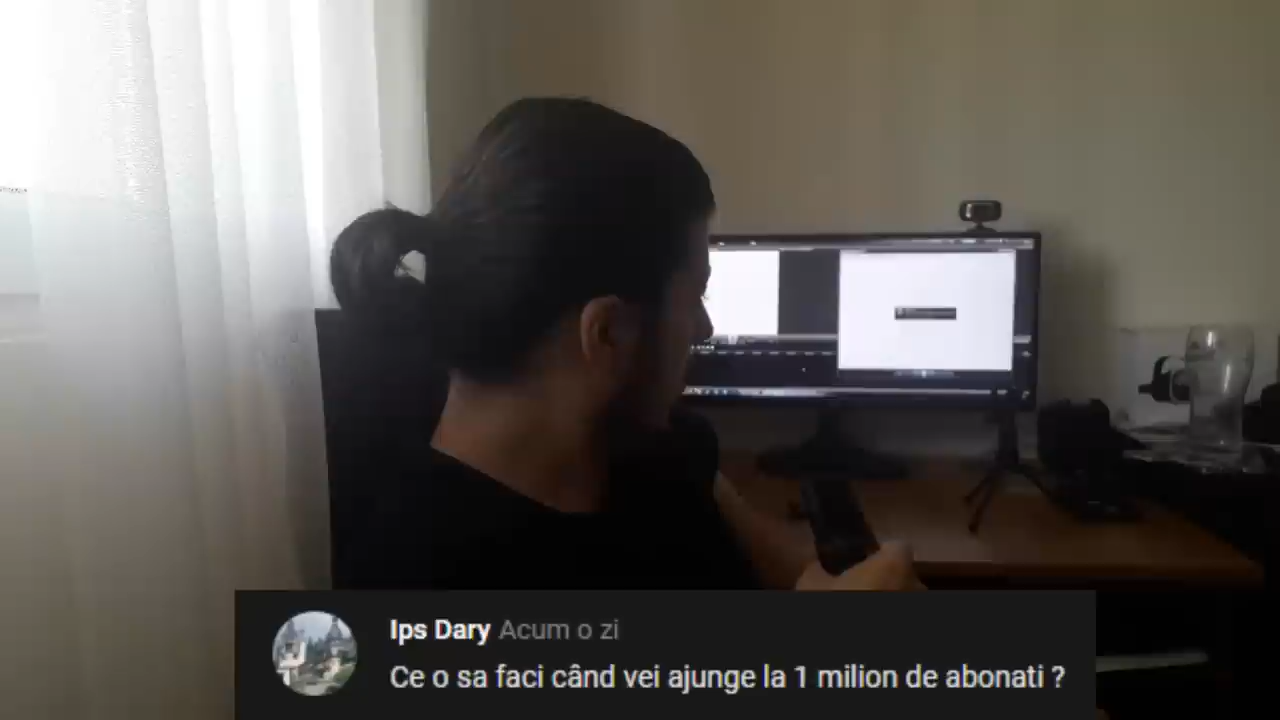 Ips Dary Acum o zi
Ce o sa faci când vei ajunge la 1 milion de abonati ?